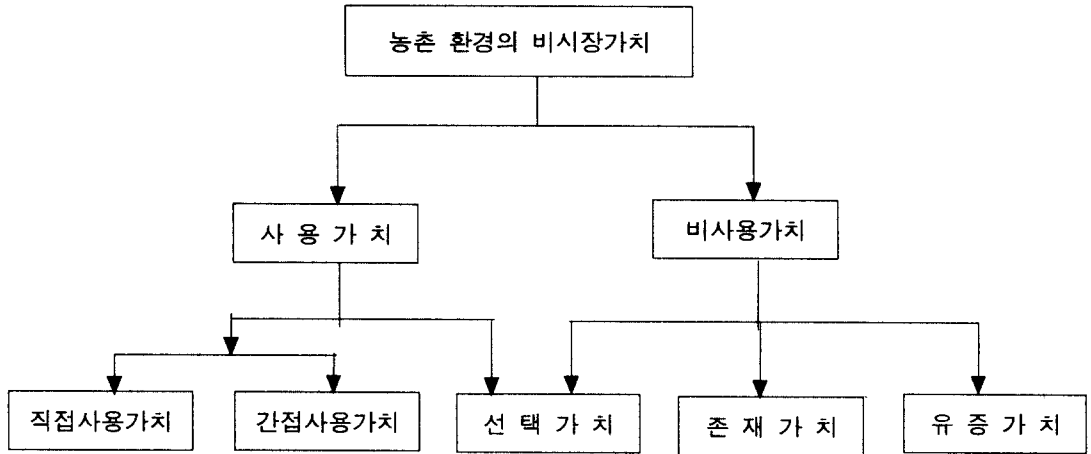 농촌 환경의 비시장가치
사 용 가 치
비사용가치
직접사용가치
간접사용가치
선 택 가 치
존 재 가 치
유 증 가 치